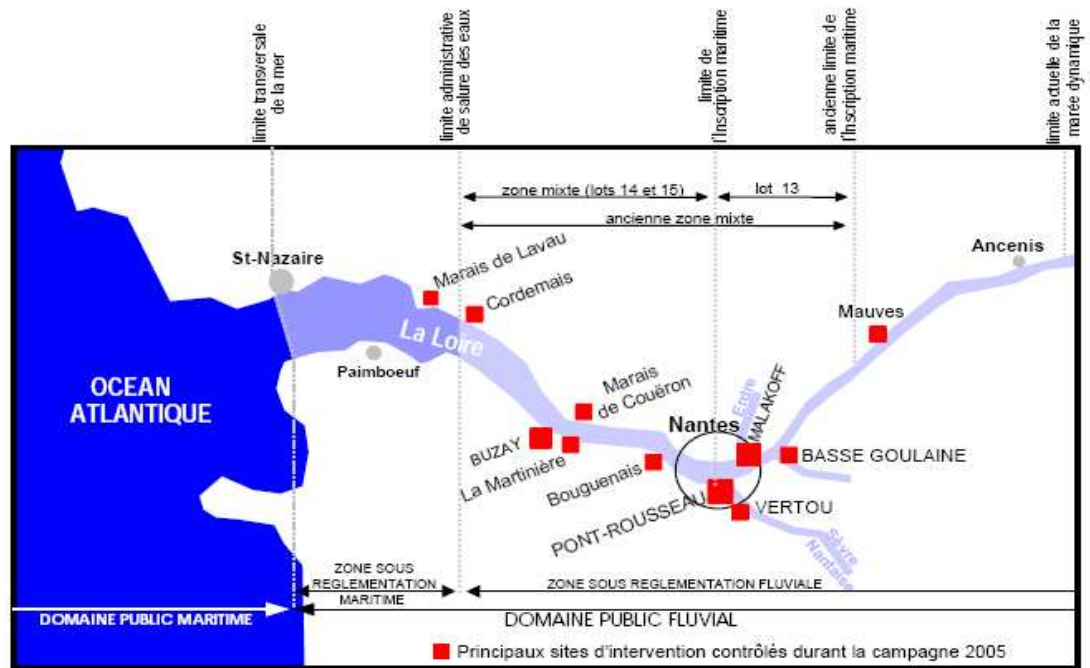 limite transversale
de la mer
limite administrative
de salure des eaux
limite de
l'Inscription maritime
ancienne limite de
l'Inscription maritime
limite actuelle de la
marée dynamique
zone mixte (lots 14 et 15)
lot 13
ancienne zone mixte
St-Nazaire
Marais de Lavau
Cordemais
Ancenis
Mauves
La Loire
Paimboeuf
OCEAN
ATLANTIQUE
Marais
de Couëron
Nantes
Erdre
MALAKOFF
BUZAY
La Martinière
Bouguenais
BASSE GOULAINE
PONT-ROUSSEAU
VERTOU
Sèvre
Nantaise
ZONE SOUS
REGLEMENTATION
MARITIME
ZONE SOUS REGLEMENTATION FLUVIALE
DOMAINE PUBLIC MARITIME
DOMAINE PUBLIC FLUVIAL
Principaux sites d'intervention contrôlés durant la campagne 2005